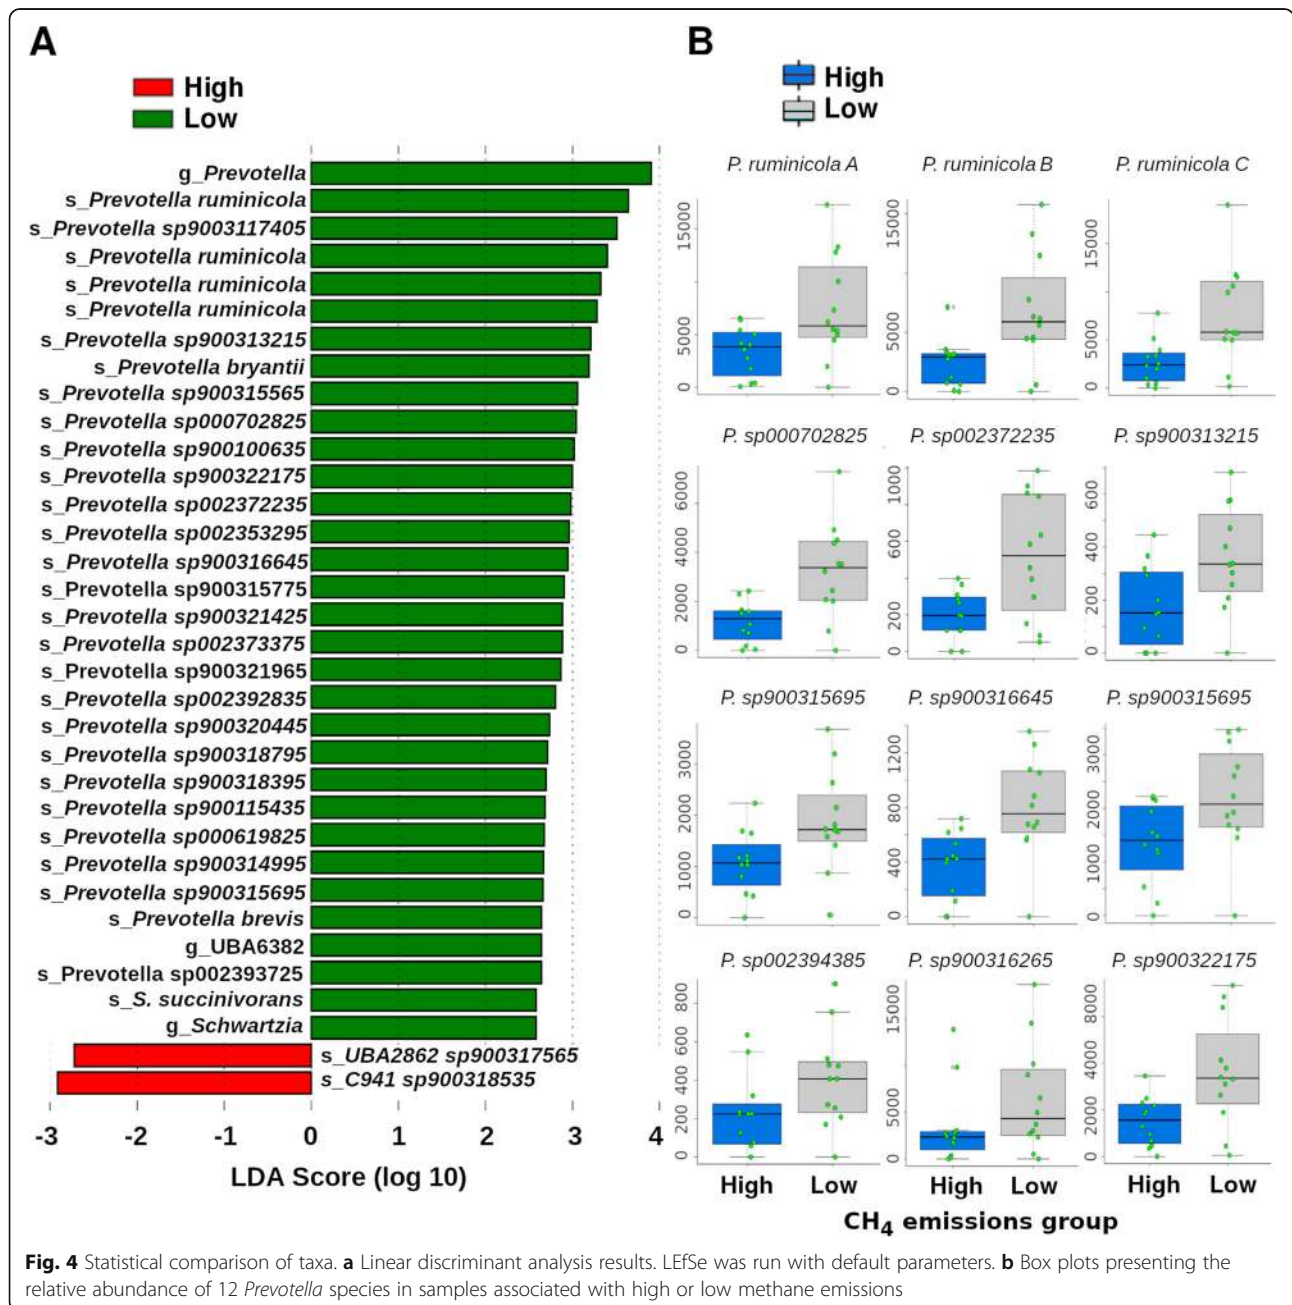 A
High
Low
g_Prevotella
s_Prevotella ruminicola
s_Prevotella sp9003117405
s_Prevotella ruminicola
s_Prevotella ruminicola
s_Prevotella ruminicola
s_Prevotella sp900313215
s_Prevotella bryantii
s_Prevotella sp900315565
s_Prevotella sp000702825
s_Prevotella sp900100635
s_Prevotella sp900322175
s_Prevotella sp002372235
s_Prevotella sp002353295
s_Prevotella sp900316645
s_Prevotella sp900315775
s_Prevotella sp900321425
s_Prevotella sp002373375
s_Prevotella sp900321965
s_Prevotella sp002392835
s_Prevotella sp900320445
s_Prevotella sp900318795
s_Prevotella sp900318395
s_Prevotella sp900115435
s_Prevotella sp000619825
s_Prevotella sp900314995
s_Prevotella sp900315695
s_Prevotella brevis
g_UBA6382
s_Prevotella sp002393725
s_S. succinivorans
g_Schwartzia
s_UBA2862 sp900317565
s_C941 sp900318535
-3 -2 -1 0 1 2 3 4
LDA Score (log 10)
B
High
Low
P. ruminicola A P. ruminicola B P. ruminicola C
15000 5000 0
15000 5000 0
15000 5000 0
P. sp000702825 P. sp002372235 P. sp900313215
6000 4000 2000 0
1000 600 200 0
600 400 200 0
P. sp900315695 P. sp900316645 P. sp900315695
3000 2000 1000 0
1200 800 400 0
3000 2000 1000 0
P. sp002394385 P. sp900316265 P. sp900322175
800 600 400 200 0
15000 5000 0
8000 4000 2000 0
High Low High Low High Low
CH4 emissions group
Fig. 4 Statistical comparison of taxa. a Linear discriminant analysis results. LEfSe was run with default parameters. b Box plots presenting the
relative abundance of 12 Prevotella species in samples associated with high or low methane emissions